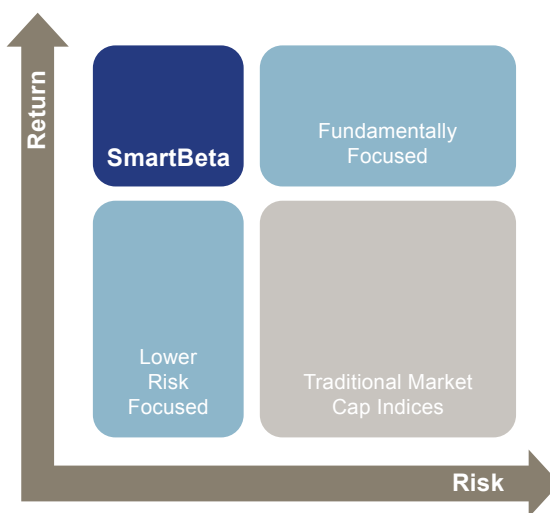 Return
SmartBeta
Fundamentally
Focused
Lower
Risk
Focused
Traditional Market
Cap Indices
Risk